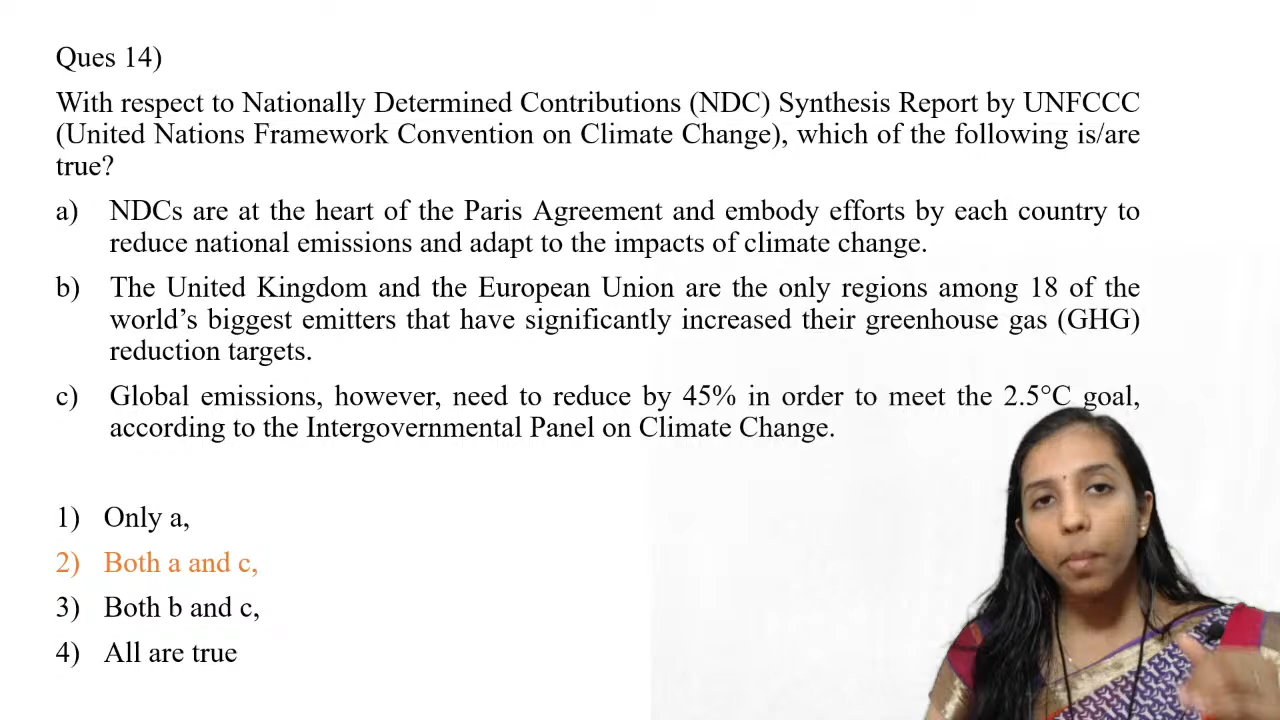 Ques 14)
With respect to Nationally Determined Contributions (NDC) Synthesis Report by UNFCCC
(United Nations Framework Convention on Climate Change), which of the following is/are
true?
a) NDCs are at the heart of the Paris Agreement and embody efforts by each country to
reduce national emissions and adapt to the impacts of climate change.
b) The United Kingdom and the European Union are the only regions among 18 of the
world’s biggest emitters that have significantly increased their greenhouse gas (GHG)
reduction targets.
c) Global emissions, however, need to reduce by 45% in order to meet the 2.5°C goal,
according to the Intergovernmental Panel on Climate Change.
1) Only a,
2) Both a and c,
3) Both b and c,
4) All are true